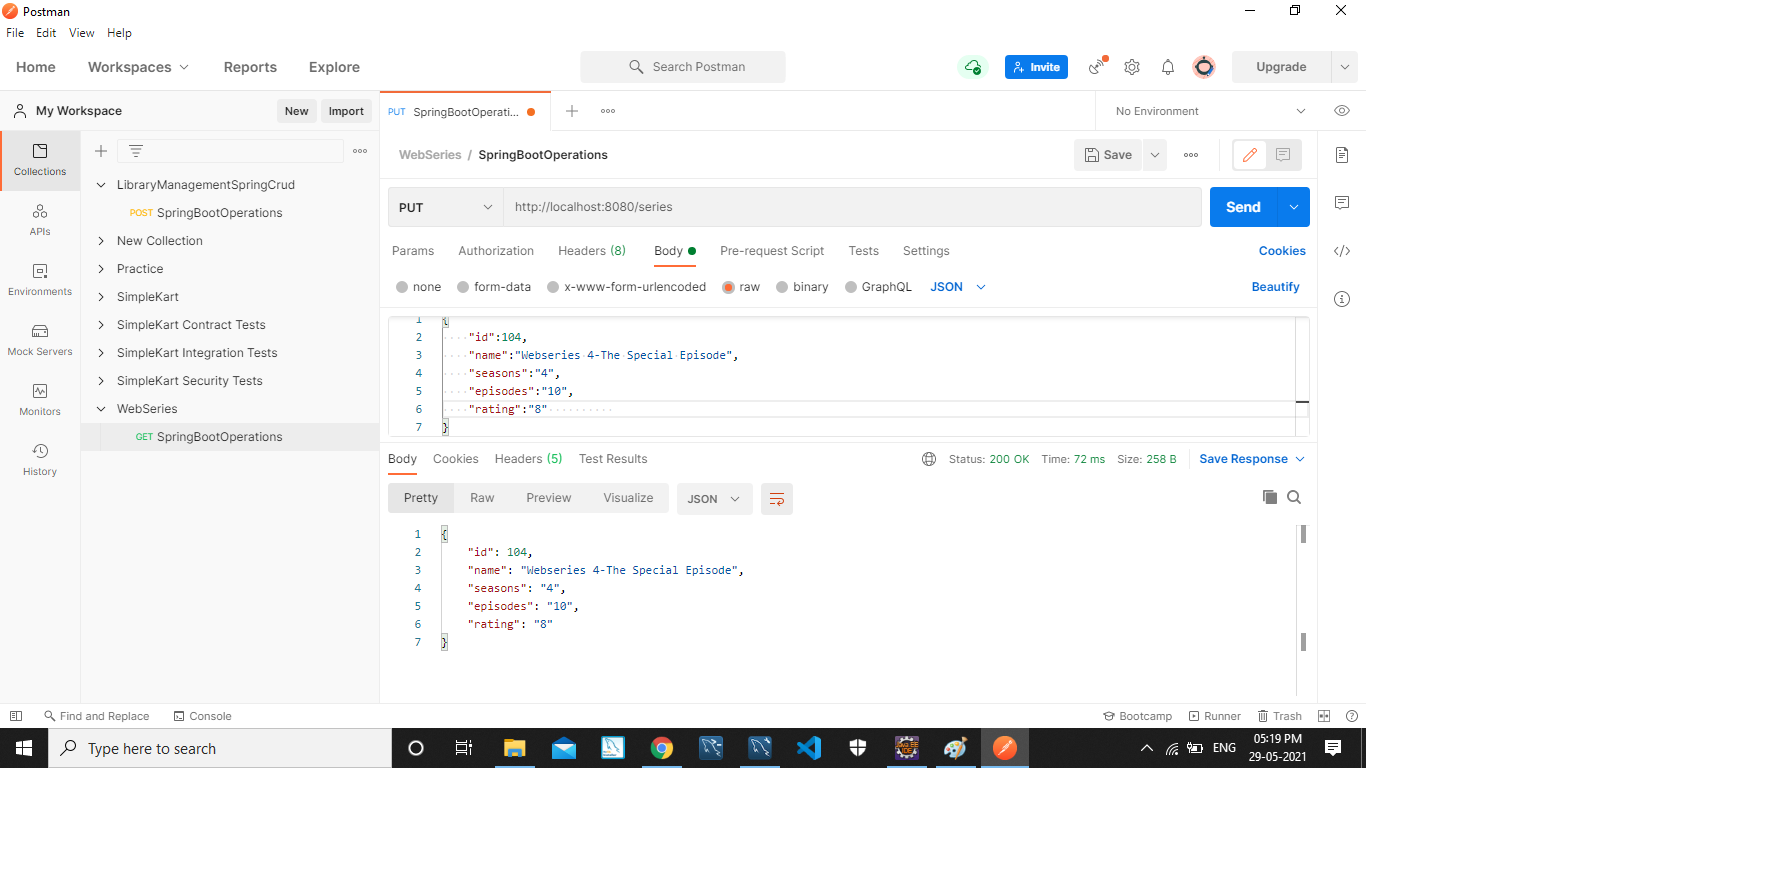 Postman
File Edit View Help
Home Workspaces Reports Explore Search Postman Invite Upgrade
My Workspace New Import PUT SpringBootOperati... No Environment
WebSeries / SpringBootOperations Save
Collections
LibraryManagementSpringCrud
POST SpringBootOperations
PUT http://localhost:8080/series Send
APIs
New Collection
Params Authorization Headers (8) Body Pre-request Script Tests Settings Cookies
Practice
Environments
none form-data x-www-form-urlencoded raw binary GraphQL JSON Beautify
SimpleKart
SimpleKart Contract Tests
Mock Servers
SimpleKart Integration Tests
SimpleKart Security Tests
Monitors
WebSeries
GET SpringBootOperations
History
1 {
2 "id":104,
3 "name":"Webseries 4-The Special Episode",
4 "seasons":"4",
5 "episodes":"10",
6 "rating":"8"
7 }
Body Cookies Headers (5) Test Results Status: 200 OK Time: 72 ms Size: 258 B Save Response
Pretty Raw Preview Visualize JSON
1 {
2 "id": 104,
3 "name": "Webseries 4-The Special Episode",
4 "seasons": "4",
5 "episodes": "10",
6 "rating": "8"
7 }
Find and Replace Console Bootcamp Runner Trash
Type here to search ENG 05:19 PM
29-05-2021